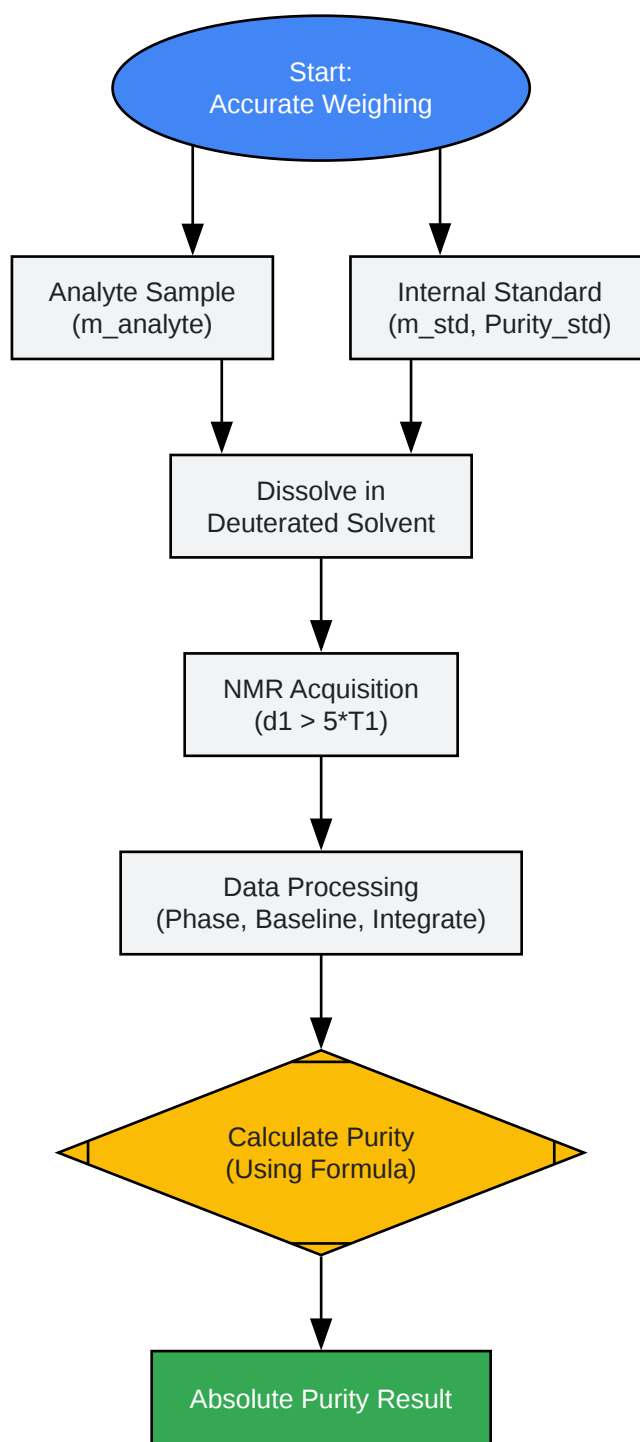 Start:
Accurate Weighing
Analyte Sample
(m_analyte)
Internal Standard
(m_std, Purity_std)
Dissolve in
Deuterated Solvent
NMR Acquisition
(d1 > 5*T1)
Data Processing
(Phase, Baseline, Integrate)
Calculate Purity
(Using Formula)
Absolute Purity Result